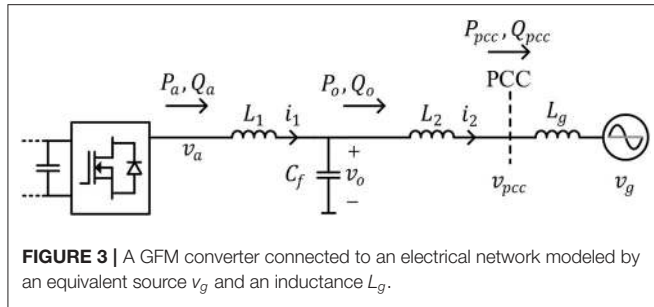 P_pcc, Q_pcc
P_a, Q_a
P_o, Q_o
PCC
L_1
i_1
L_2
i_2
L_g
v_a
C_f
+
v_o
−
v_pcc
v_g
FIGURE 3 | A GFM converter connected to an electrical network modeled by
an equivalent source v_g and an inductance L_g.